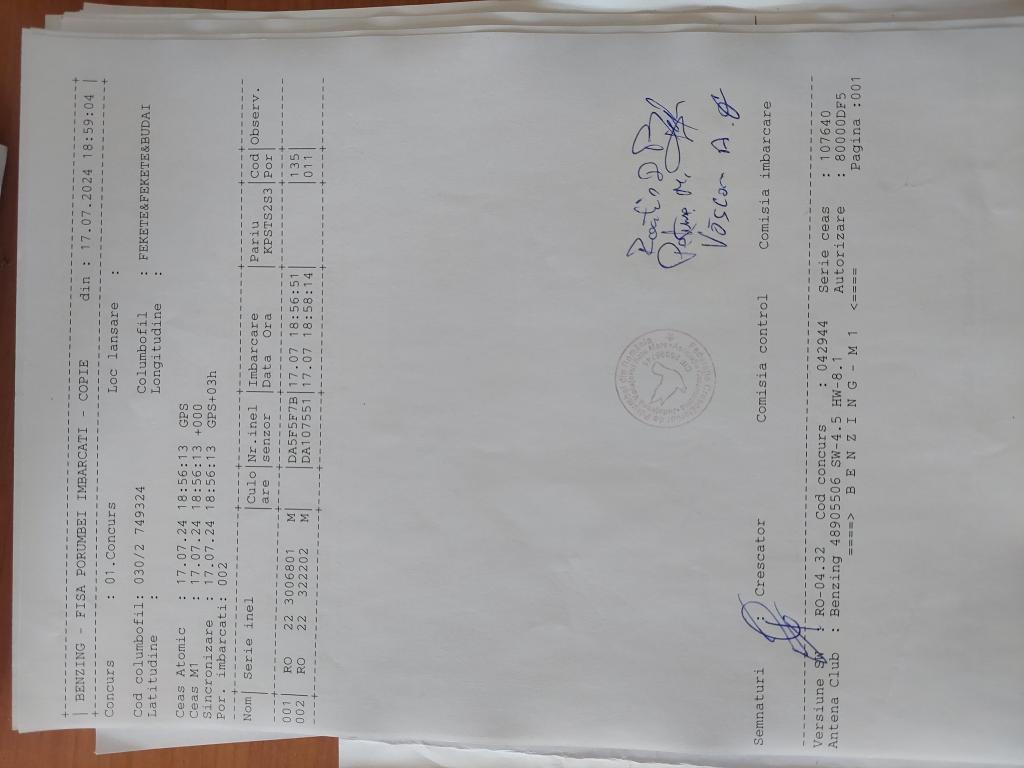 BENZING - FISA PORUMBEI IMBARCATI - COPIE din : 17.07.2024 18:59:04
Concurs : 01.Concurs Loc lansare :
Cod columbofil: 030/2 749324 Columbofil : FEKETE&FEKETE&BUDAI
Latitudine : Longitudine :
Ceas Atomic : 17.07.24 18:56:13 GPS
Ceas M1 : 17.07.24 18:56:13 +000
Sincronizare : 17.07.24 18:56:13 GPS+03h
Por. imbarcati: 002
Nom| Serie inel |Culo|Nr.inel |Imbarcare |Pariu |Cod|Observ.
|are |senzor |Data ora |KPSTS2S3|Por|
001| RO 22 3006801 M| |DA5F5F7B|17.07 18:56:51| |135|
002| RO 22 322202 M| |DA107551|17.07 18:58:14| |011|
Semnaturi : Crescator Comisia control Comisia imbarcare
Versiune SW : RO-04.32 Cod concurs : 042944 Serie ceas : 107640
Antena Club : Benzing 48905506 SW-4.5 HW-8.1 Autorizare : 80000DF5
====> B E N Z I N G - M 1 <==== Pagina :001